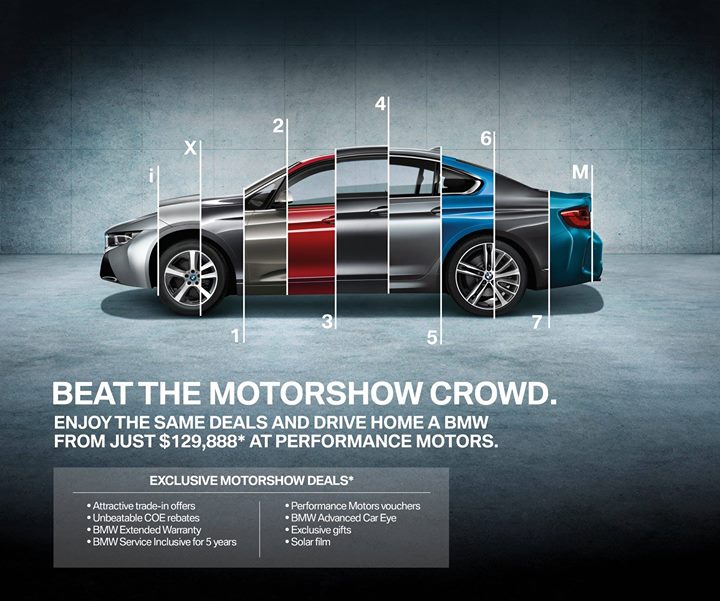 i
X
2
4
6
M
1
3
5
7
BEAT THE MOTORSHOW CROWD.
ENJOY THE SAME DEALS AND DRIVE HOME A BMW
FROM JUST $129,888* AT PERFORMANCE MOTORS.
EXCLUSIVE MOTORSHOW DEALS*
• Attractive trade-in offers
• Unbeatable COE rebates
• BMW Extended Warranty
• BMW Service Inclusive for 5 years
• Performance Motors vouchers
• BMW Advanced Car Eye
• Exclusive gifts
• Solar film